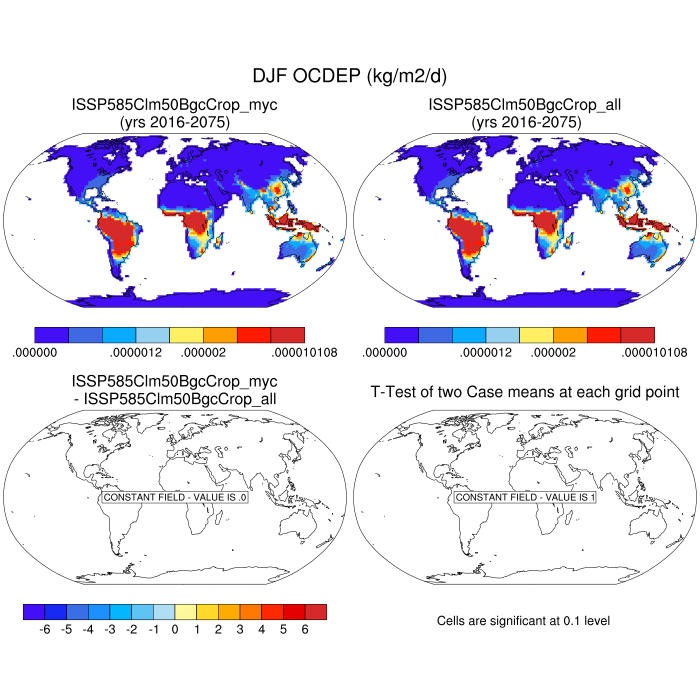 DJF OCDEP (kg/m2/d)
ISSP585Clm50BgcCrop_myc
(yrs 2016-2075)
ISSP585Clm50BgcCrop_all
(yrs 2016-2075)
.000000 .0000012 .000002 .000010108
.000000 .0000012 .000002 .000010108
ISSP585Clm50BgcCrop_myc
- ISSP585Clm50BgcCrop_all
T-Test of two Case means at each grid point
CONSTANT FIELD - VALUE IS .0
CONSTANT FIELD - VALUE IS 1
-6 -5 -4 -3 -2 -1 0 1 2 3 4 5 6
Cells are significant at 0.1 level